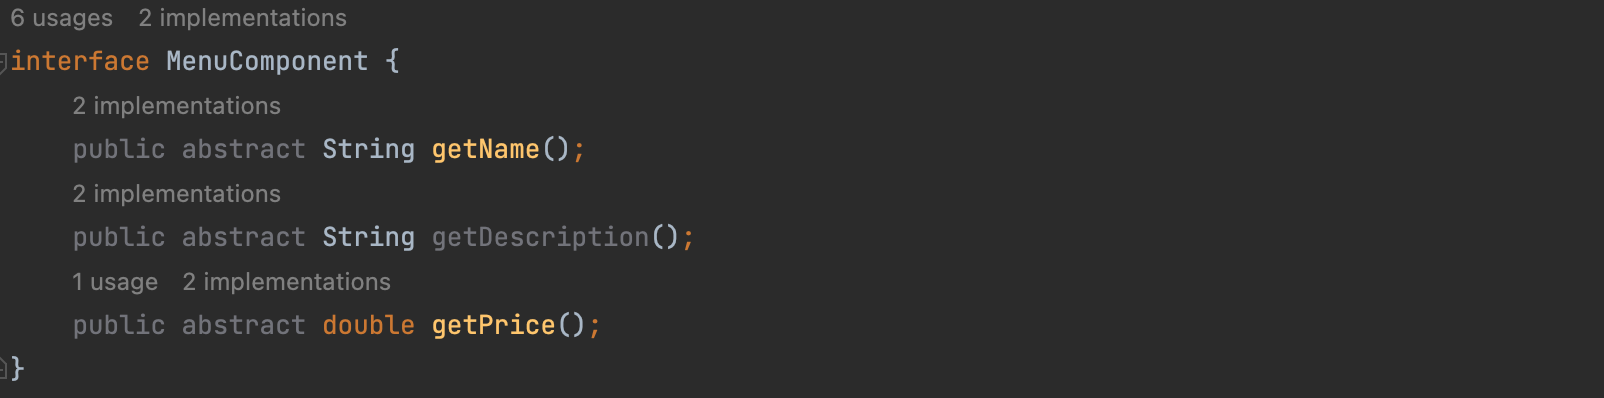 6 usages   2 implementations
interface MenuComponent {
2 implementations
public abstract String getName();
2 implementations
public abstract String getDescription();
1 usage   2 implementations
public abstract double getPrice();
}